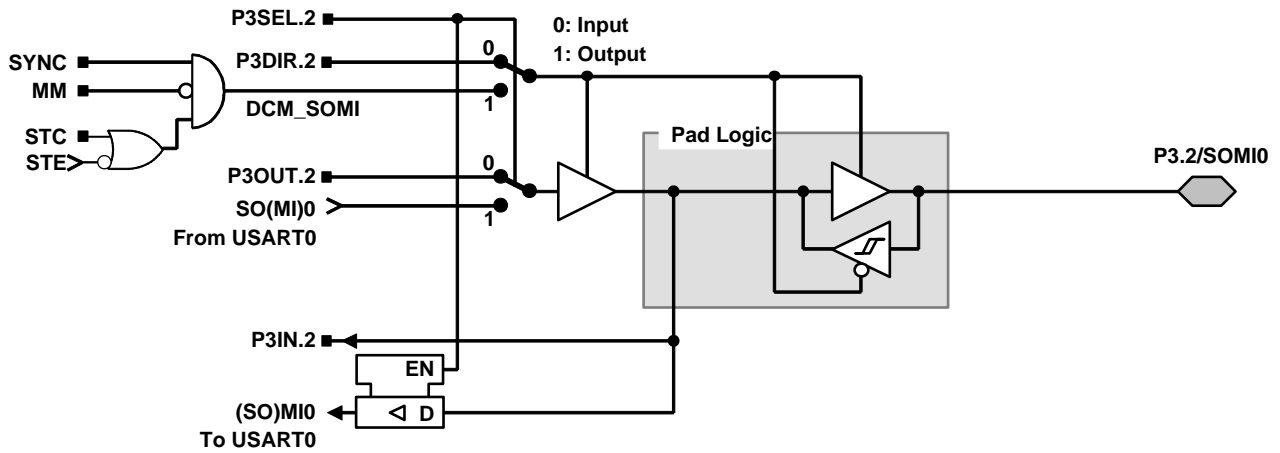 P3SEL.2
0: Input
1: Output
SYNC
P3DIR.2
0
MM
1
DCM_SOMI
STC
STE
Pad Logic
P3OUT.2
0
P3.2/SOMI0
SO(MI)0
1
From USART0
P3IN.2
EN
(SO)MI0
D
To USART0